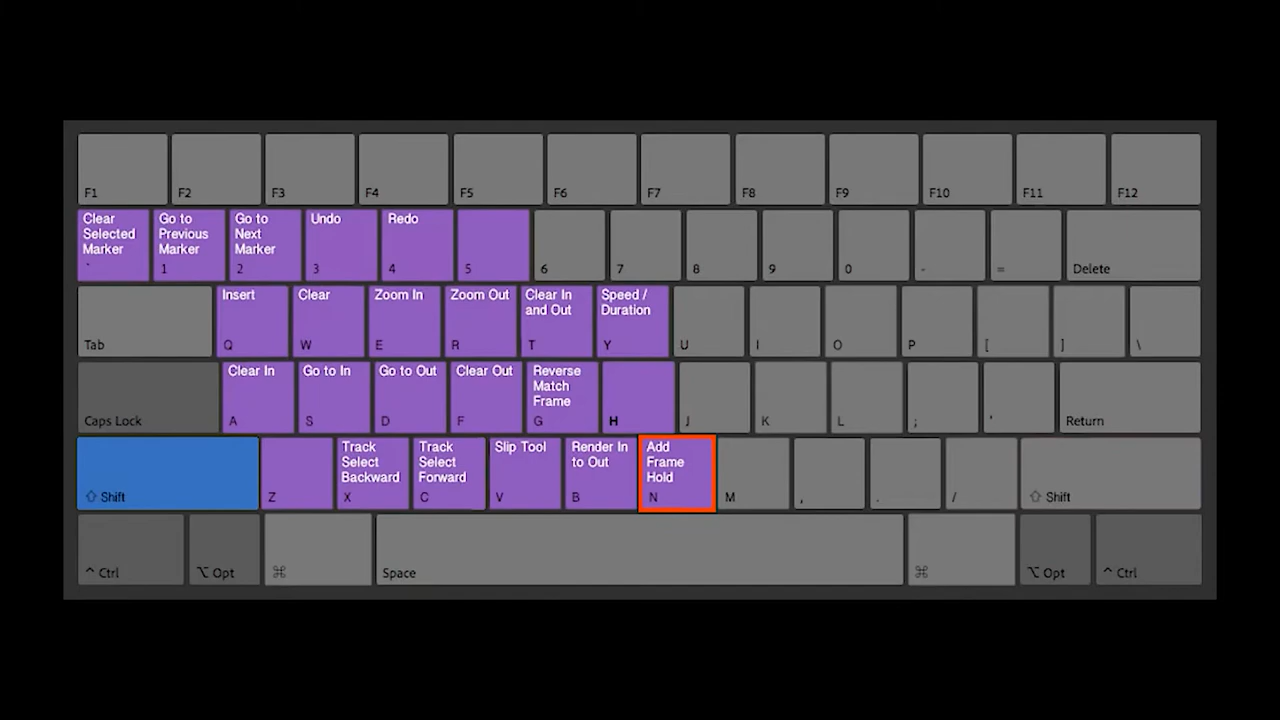 F1 F2 F3 F4 F5 F6 F7 F8 F9 F10 F11 F12
Clear
Selected
Marker
`
Go to
Previous
Marker
1
Go to
Next
Marker
2
Undo
3
Redo
4
5
6
7
8
9
0
-
=
Delete
Tab
Insert
Q
Clear
W
Zoom In
E
Zoom Out
R
Clear In
and Out
T
Speed /
Duration
Y
U
I
O
P
[
]
\
Caps Lock
Clear In
A
Go to In
S
Go to Out
D
Clear Out
F
Reverse
Match
Frame
G
H
J
K
L
;
'
Return
⇧ Shift
Z
Track
Select
Backward
X
Track
Select
Forward
C
Slip Tool
V
Render In
to Out
B
Add
Frame
Hold
N
M
,
.
/
⇧ Shift
^ Ctrl
⌥ Opt
⌘
Space
⌘
⌥ Opt
^ Ctrl